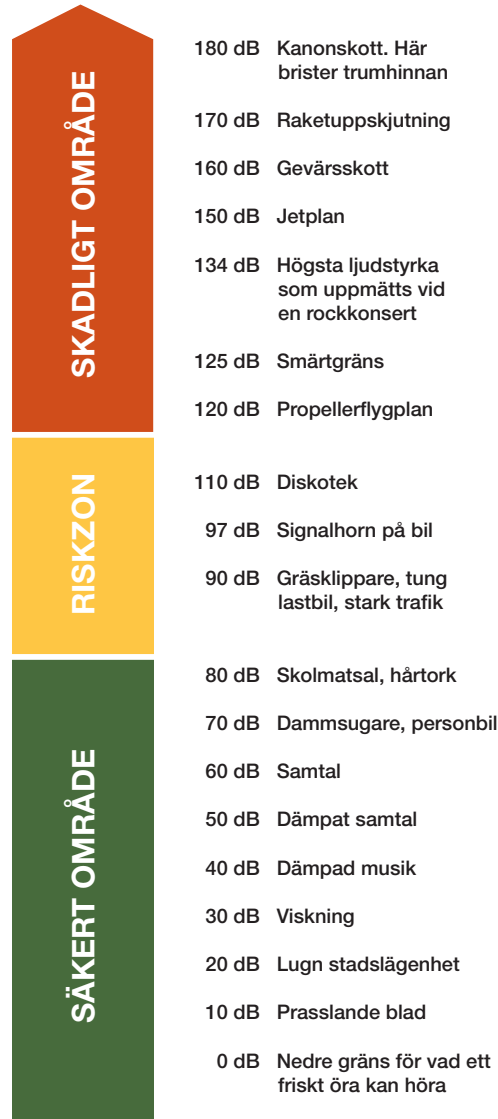 SKADLIGT OMRÅDE
180 dB Kanonskott. Här
brister trumhinnan
170 dB Raketuppskjutning
160 dB Gevärsskott
150 dB Jetplan
134 dB Högsta ljudstyrka
som uppmätts vid
en rockkonsert
125 dB Smärtgräns
120 dB Propellerflygplan
RISKZON
110 dB Diskotek
97 dB Signalhorn på bil
90 dB Gräsklippare, tung
lastbil, stark trafik
SÄKERT OMRÅDE
80 dB Skolmatsal, hårtork
70 dB Dammsugare, personbil
60 dB Samtal
50 dB Dämpat samtal
40 dB Dämpad musik
30 dB Viskning
20 dB Lugn stadslägenhet
10 dB Prasslande blad
0 dB Nedre gräns för vad ett
friskt öra kan höra